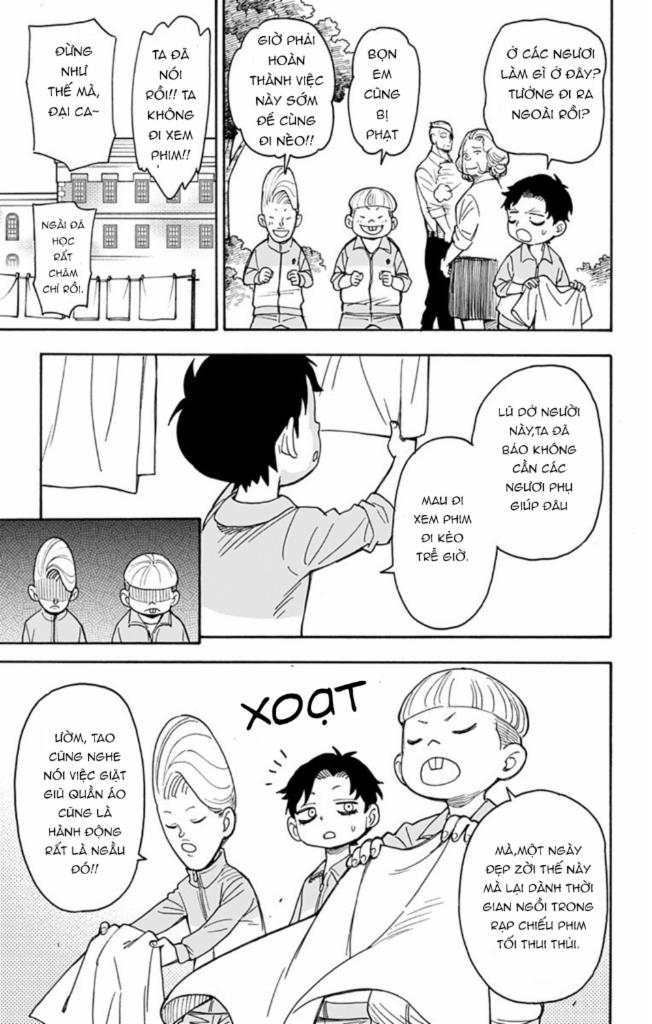 Ở CÁC NGƯƠI
LÀM GÌ Ở ĐÂY?
TƯỞNG ĐI RA
NGOÀI RỒI?
BỌN
EM
CŨNG
BỊ
PHẠT
GIỜ PHẢI
HOÀN
THÀNH VIỆC
NÀY SỚM
ĐỂ CÙNG
ĐI NÈO!!
TA ĐÃ
NÓI
RỒI!! TA
KHÔNG
ĐI XEM
PHIM!!
ĐỪNG
NHƯ
THẾ MÀ,
ĐẠI CA~
NGÀI ĐÃ
HỌC
RẤT
CHĂM
CHỈ RỒI.
LŨ DỞ NGƯỜI
NÀY,TA ĐÃ
BẢO KHÔNG
CẦN CÁC
NGƯƠI PHỤ
GIÚP ĐÂU
MAU ĐI
XEM PHIM
ĐI KẺO
TRỄ GIỜ.
XOẠT
MÀ,MỘT NGÀY
ĐẸP ZỜI THẾ NÀY
MÀ LẠI DÀNH THỜI
GIAN NGỒI TRONG
RẠP CHIẾU PHIM
TỐI THUI THỦI.
ƯỜM, TAO
CŨNG NGHE
NÓI VIỆC GIẶT
GIŨ QUẦN ÁO
CŨNG LÀ
HÀNH ĐỘNG
RẤT LÀ NGẦU
ĐÓ!!